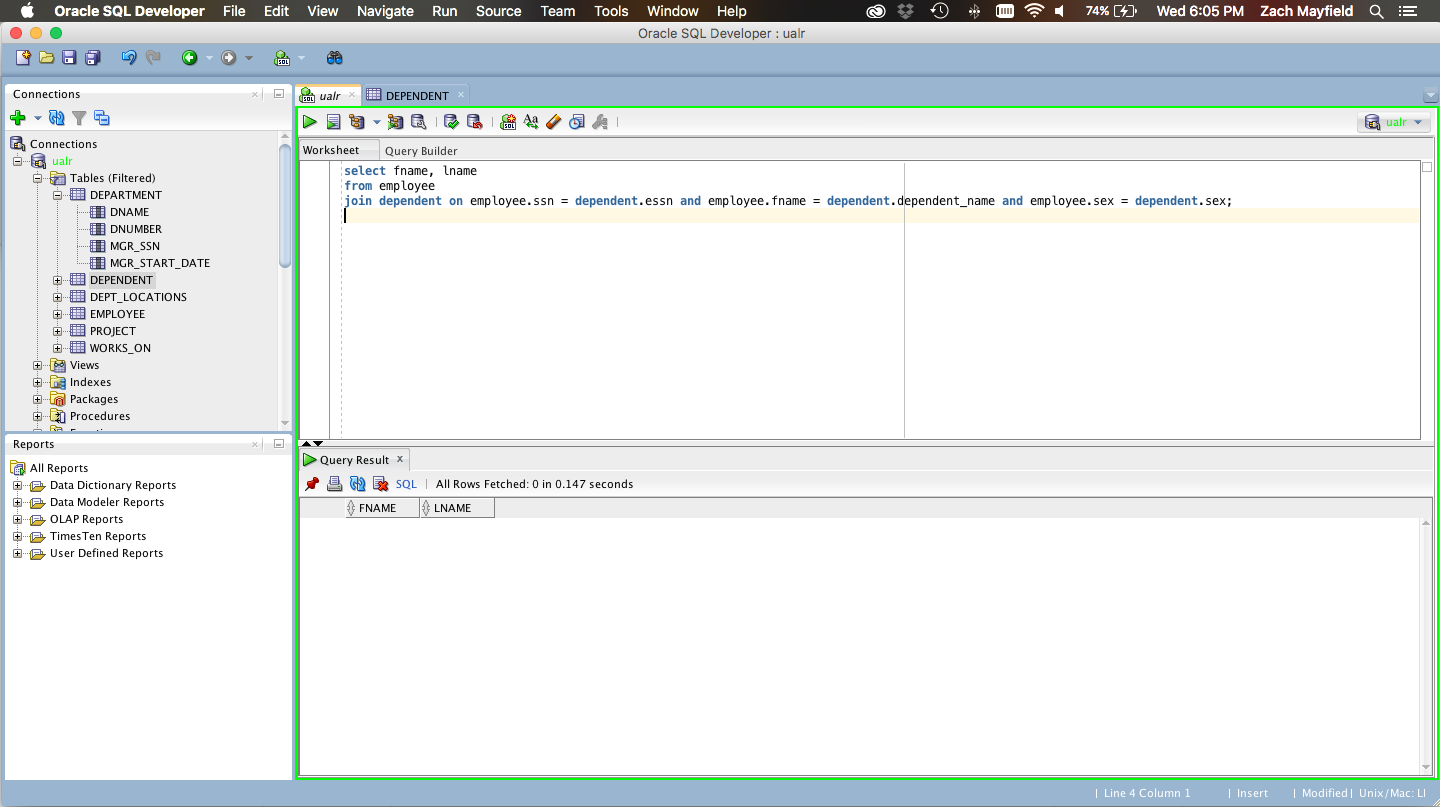 Oracle SQL Developer File Edit View Navigate Run Source Team Tools Window Help 74% Wed 6:05 PM Zach Mayfield
Oracle SQL Developer : ualr
Connections
Connections
ualr
Tables (Filtered)
DEPARTMENT
DNAME
DNUMBER
MGR_SSN
MGR_START_DATE
DEPENDENT
DEPT_LOCATIONS
EMPLOYEE
PROJECT
WORKS_ON
Views
Indexes
Packages
Procedures
Reports
All Reports
Data Dictionary Reports
Data Modeler Reports
OLAP Reports
TimesTen Reports
User Defined Reports
ualr DEPENDENT
ualr
Worksheet Query Builder
select fname, lname
from employee
join dependent on employee.ssn = dependent.essn and employee.fname = dependent.dependent_name and employee.sex = dependent.sex;
Query Result
SQL | All Rows Fetched: 0 in 0.147 seconds
FNAME LNAME
| Line 4 Column 1 | Insert | Modified | Unix/Mac: LI